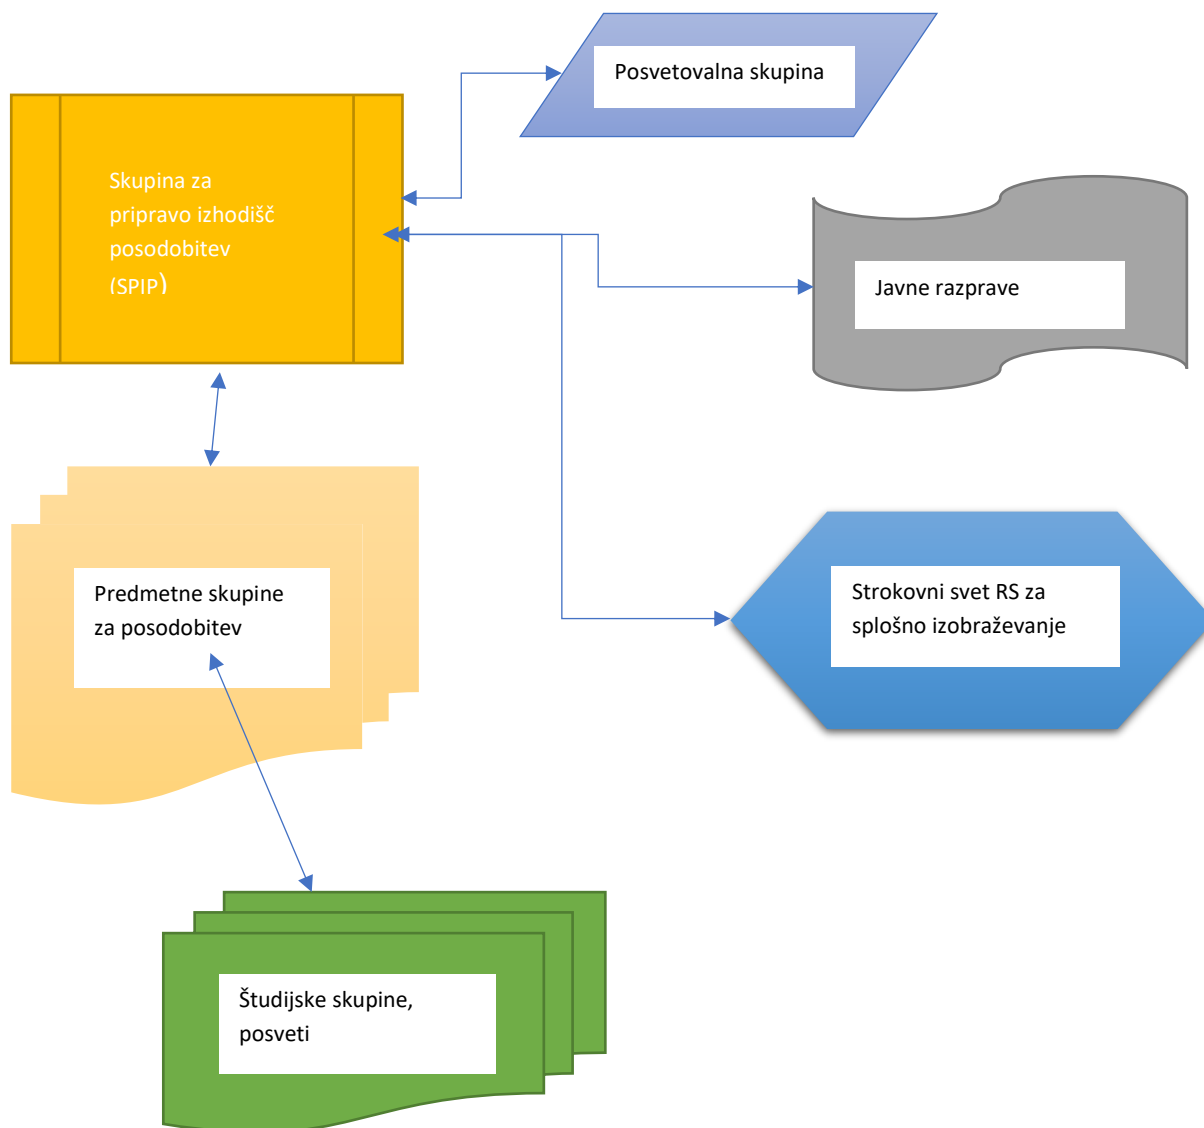 Posvetovalna skupina
Skupina za
pripravo izhodišč
posodobitev
(SPIP)
Javne razprave
Predmetne skupine
za posodobitev
Strokovni svet RS za
splošno izobraževanje
Študijske skupine,
posveti